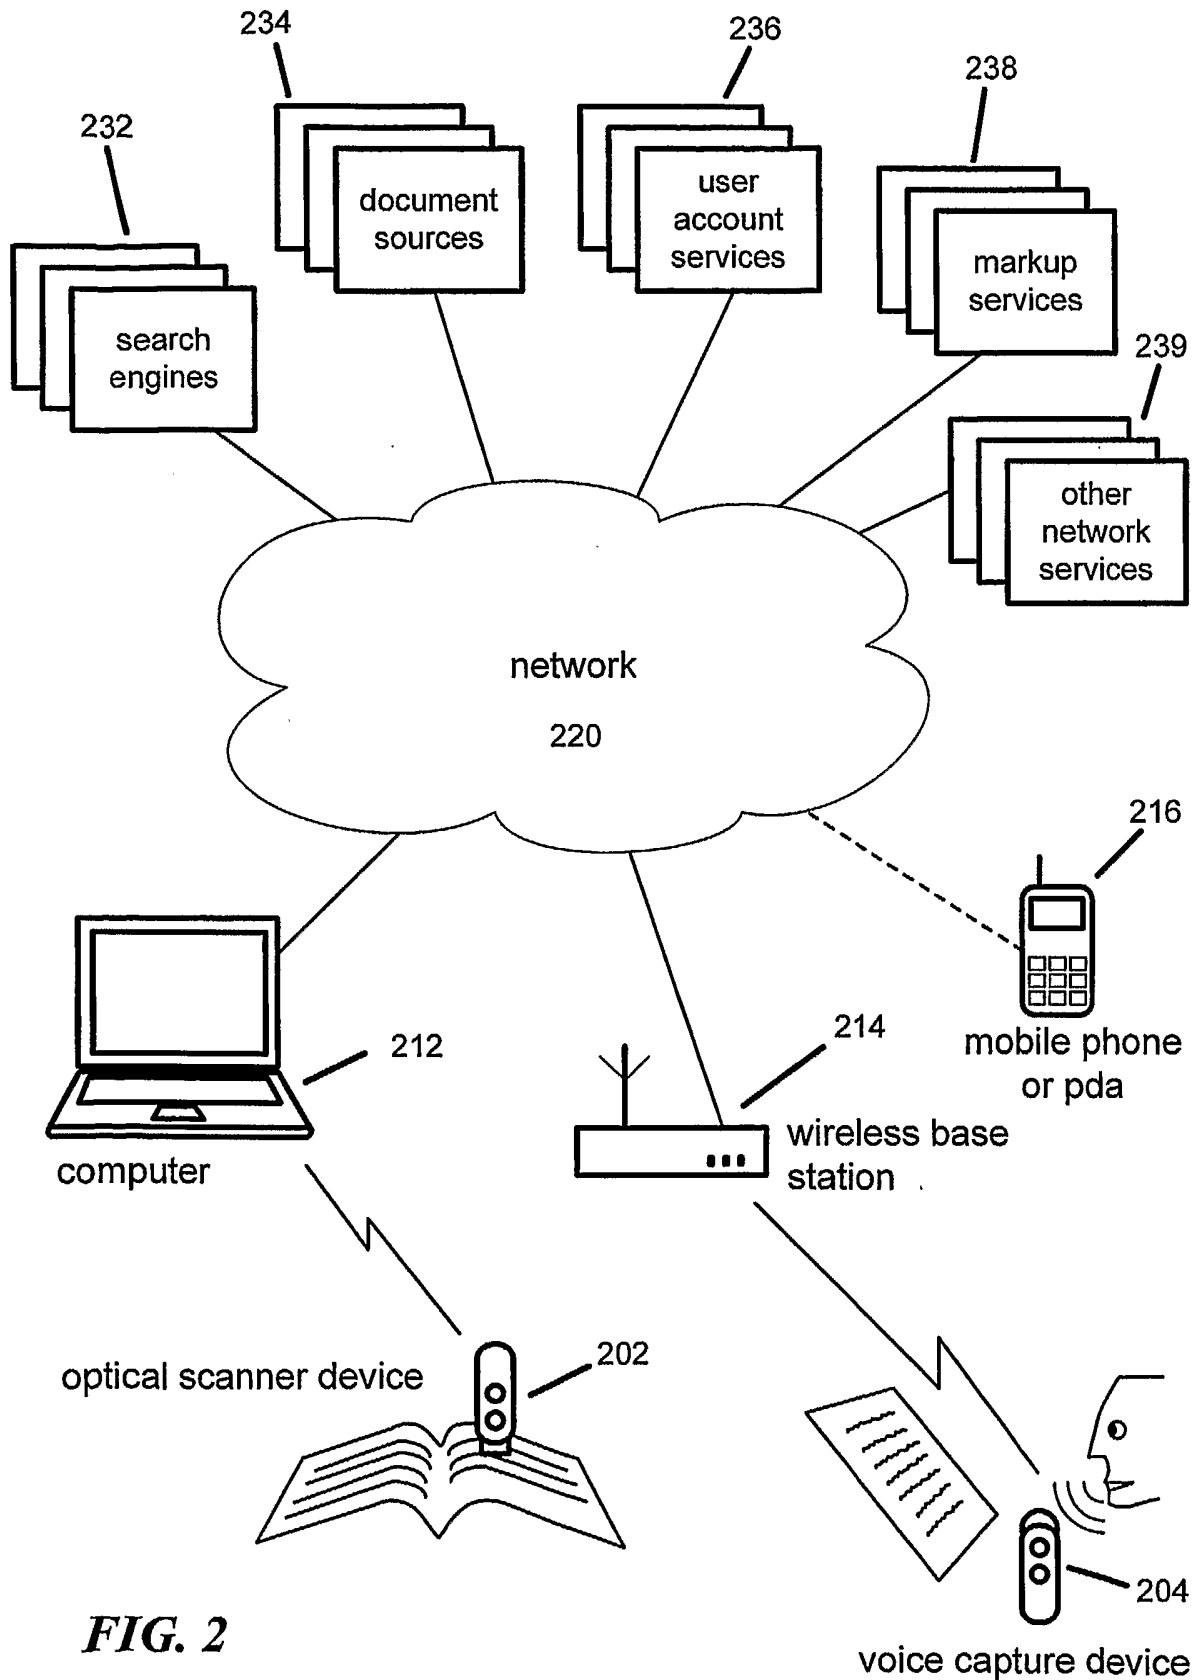 234
236
238
232
document
sources
user
account
services
markup
services
search
engines
239
other
network
services
network
220
216
mobile phone
or pda
212
214
computer
wireless base
station
optical scanner device
202
204
FIG. 2
voice capture device